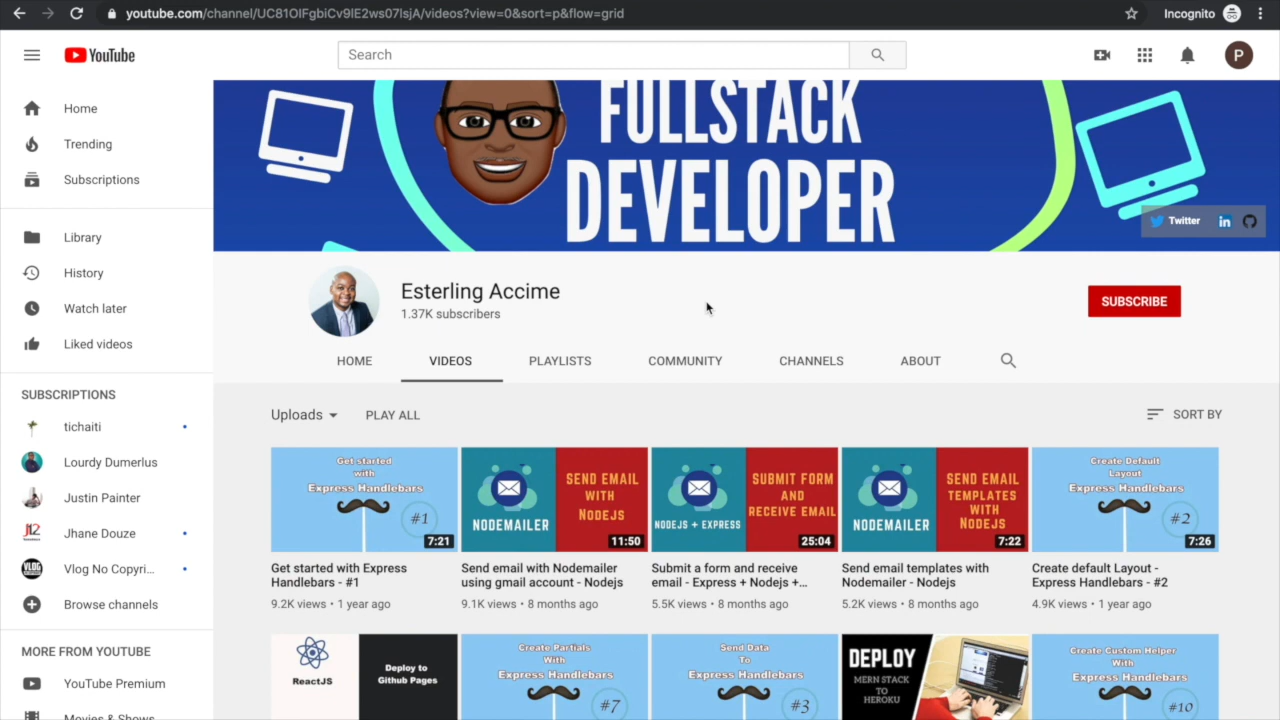 youtube.com/channel/UC81OIFgbiCv9lE2ws07lsjA/videos?view=0&sort=p&flow=grid
Incognito
YouTube
Search
P
Home
Trending
Subscriptions
Library
History
Watch later
Liked videos
SUBSCRIPTIONS
tichaiti
Lourdy Dumerlus
Justin Painter
Jhane Douze
Vlog No Copyri...
Browse channels
MORE FROM YOUTUBE
YouTube Premium
Movies & Shows
FULLSTACK
DEVELOPER
Twitter
in
Esterling Accime
1.37K subscribers
SUBSCRIBE
HOME
VIDEOS
PLAYLISTS
COMMUNITY
CHANNELS
ABOUT
Uploads
PLAY ALL
SORT BY
Get started
with
Express Handlebars
#1
7:21
Get started with Express
Handlebars - #1
9.2K views • 1 year ago
NODEMAILER
SEND EMAIL
WITH
NODEJS
11:50
Send email with Nodemailer
using gmail account - Nodejs
9.1K views • 8 months ago
NODEJS + EXPRESS
SUBMIT FORM
AND
RECEIVE EMAIL
25:04
Submit a form and receive
email - Express + Nodejs +...
5.5K views • 8 months ago
NODEMAILER
SEND EMAIL
TEMPLATES
WITH
NODEJS
7:22
Send email templates with
Nodemailer - Nodejs
5.2K views • 8 months ago
Create Default
Layout
Express Handlebars
#2
7:26
Create default Layout -
Express Handlebars - #2
4.9K views • 1 year ago
ReactJS
Deploy to
Github Pages
Create Partials
With
Express Handlebars
#7
Send Data
To
Express Handlebars
#3
DEPLOY
MERN STACK
TO
HEROKU
Create Custom Helper
With
Express Handlebars
#10